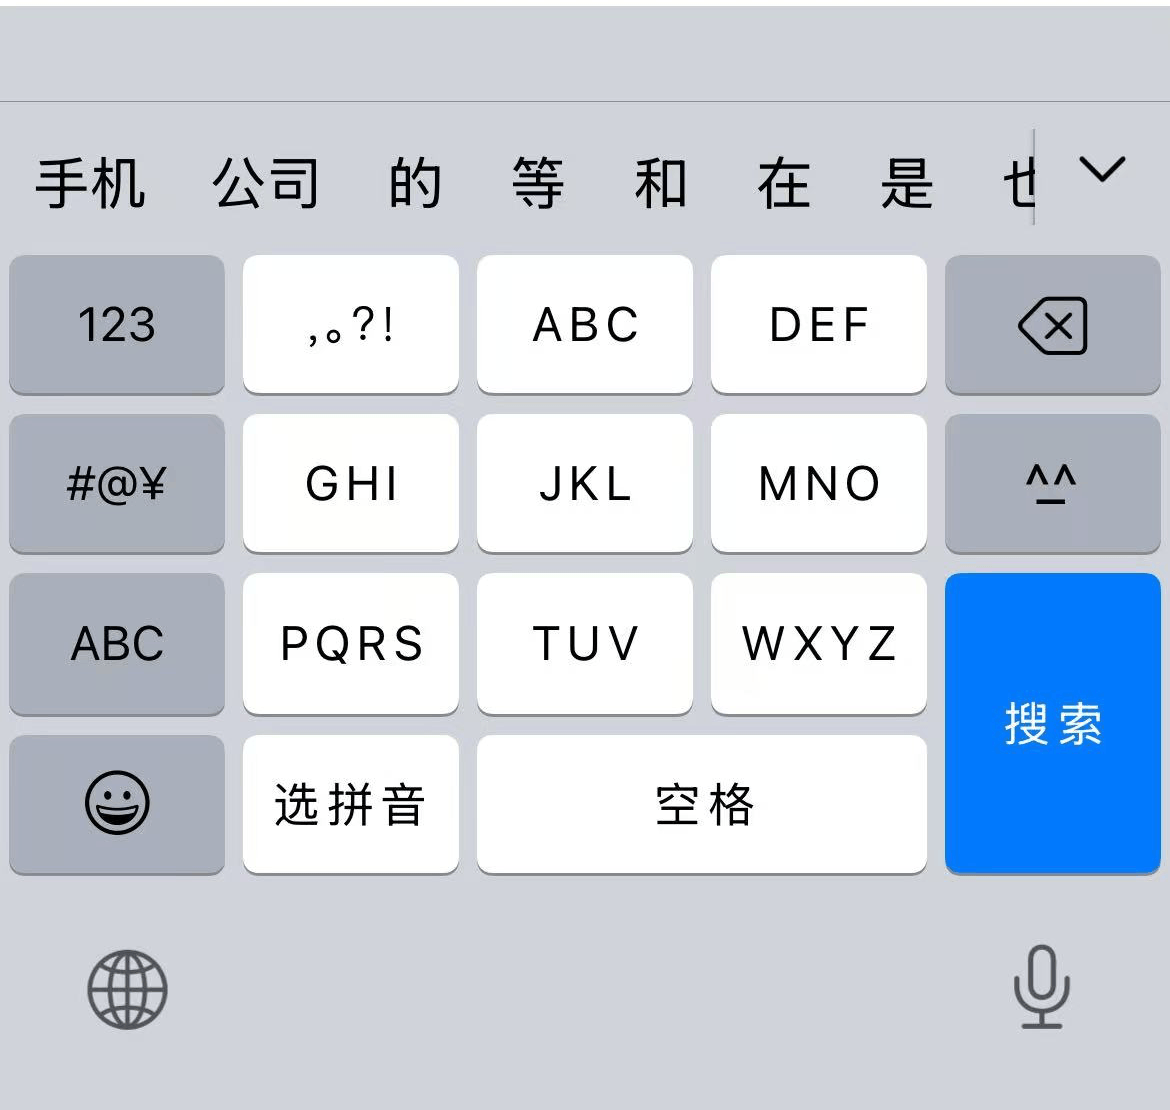 手机 公司 的 等 和 在 是
123 ,。?! ABC DEF
#@¥ GHI JKL MNO ^_^
ABC PQRS TUV WXYZ
搜索
选拼音 空格